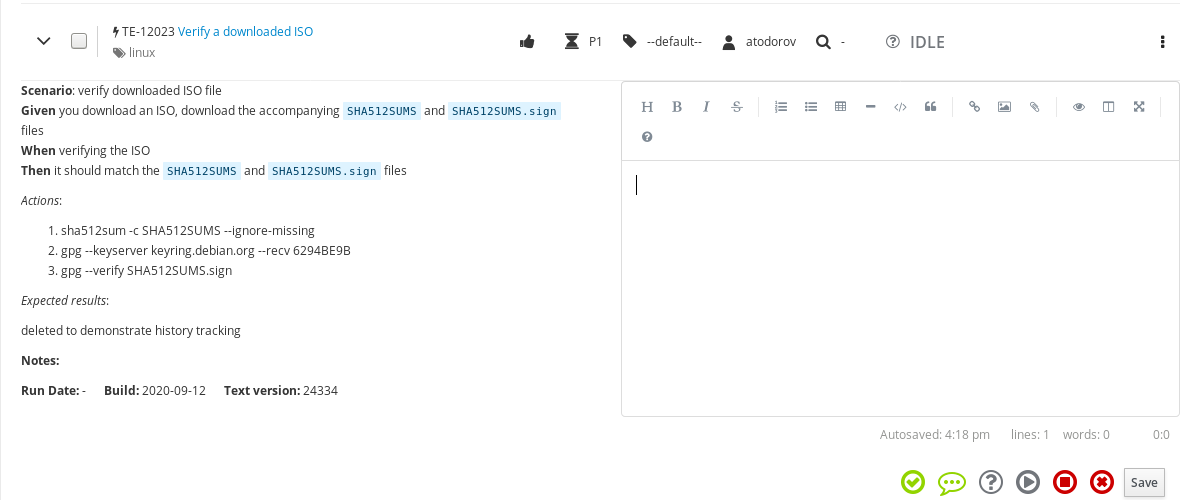 TE-12023 Verify a downloaded ISO
linux
P1
--default--
atodorov
-
IDLE
Scenario: verify downloaded ISO file
Given you download an ISO, download the accompanying SHA512SUMS and SHA512SUMS.sign
files
When verifying the ISO
Then it should match the SHA512SUMS and SHA512SUMS.sign files
Actions:
1. sha512sum -c SHA512SUMS --ignore-missing
2. gpg --keyserver keyring.debian.org --recv 6294BE9B
3. gpg --verify SHA512SUMS.sign
Expected results:
deleted to demonstrate history tracking
Notes:
Run Date: - Build: 2020-09-12 Text version: 24334
H B I S
Autosaved: 4:18 pm lines: 1 words: 0 0:0
Save